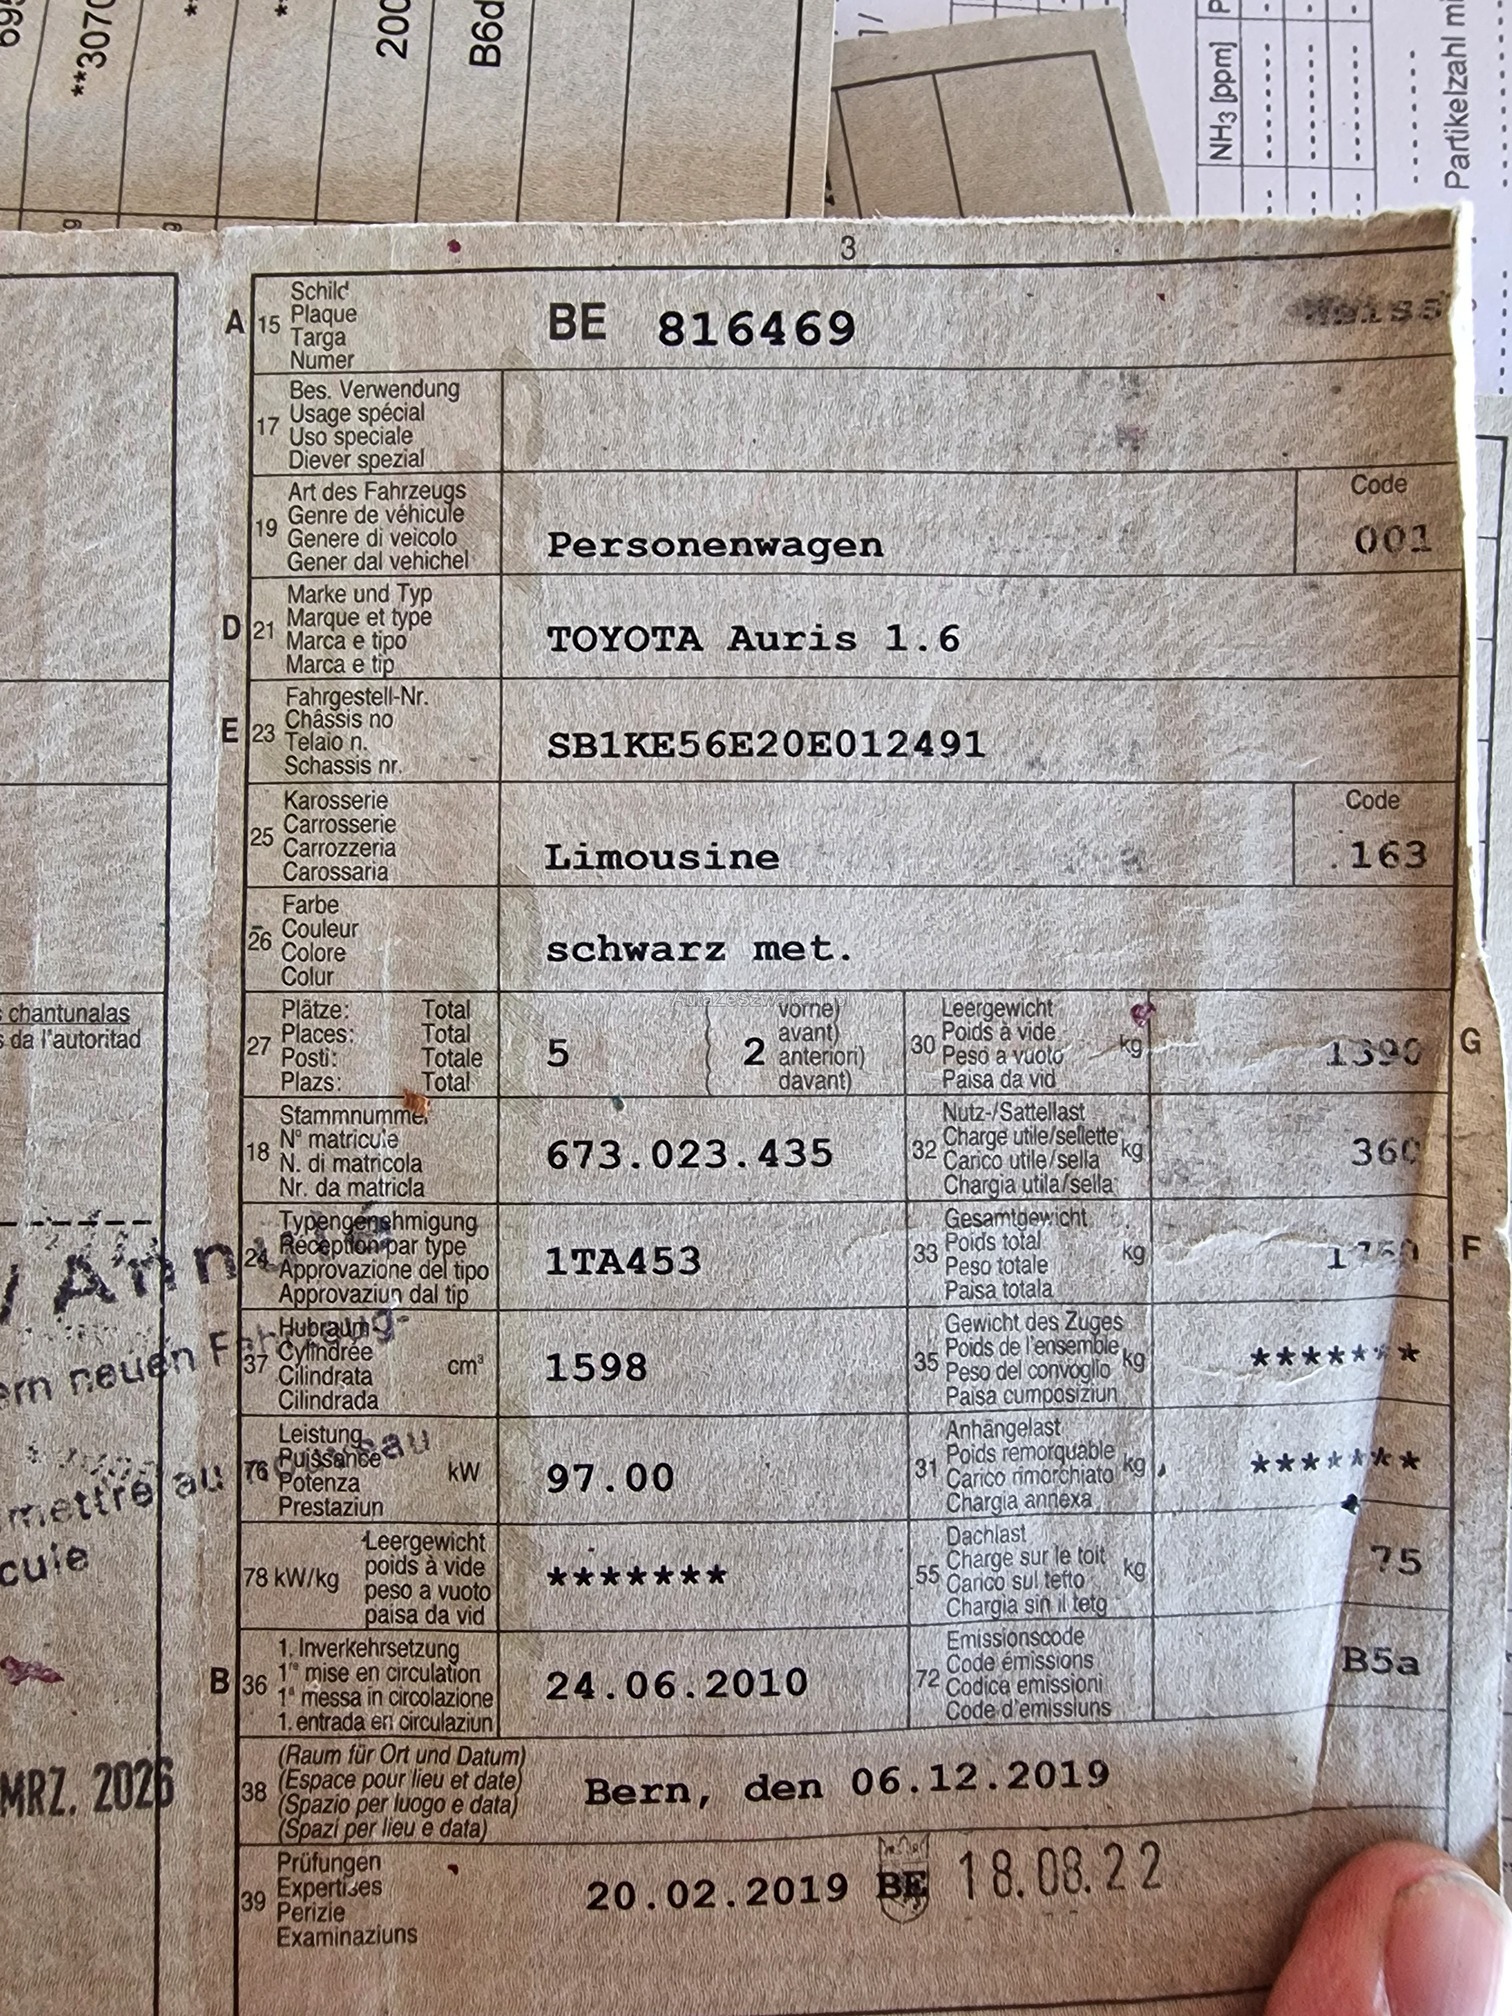 **3070
200
B6d
NH3 [ppm]
Partikelzahl
3
A 15 Schild
Plaque
Targa
Numer
BE 816469
Weiss
17 Bes. Verwendung
Usage spécial
Uso speciale
Diever spezial
19 Art des Fahrzeugs
Genre de véhicule
Genere di veicolo
Gener dal vehichel
Personenwagen
Code
001
D 21 Marke und Typ
Marque et type
Marca e tipo
Marca e tip
TOYOTA Auris 1.6
E 23 Fahrgestell-Nr.
Châssis no
Telaio n.
Schassis nr.
SB1KE56E20E012491
25 Karosserie
Carrosserie
Carrozzeria
Carossaria
Limousine
Code
163
26 Farbe
Couleur
Colore
Colur
schwarz met.
chantunalas
da l'autoritad
27 Plätze: Total
Places: Total
Posti: Totale
Plazs: Total
5
2
vorne)
avant)
anteriori)
davant)
30 Leergewicht
Poids à vide
Peso a vuoto
Paisa da vid
kg
1390
G
18 Stammnummer
N° matricule
N. di matricola
Nr. da matricla
673.023.435
32 Nutz-/Sattellast
Charge utile/sellette
Carico utile/sella
Chargia utila/sella
kg
360
24 Typengenehmigung
Réception par type
Approvazione del tipo
Approvaziun dal tip
1TA453
33 Gesamtgewicht
Poids total
Peso totale
Paisa totala
kg
1750
F
37 Hubraum
Cylindrée
Cilindrata
Cilindrada
cm³
1598
35 Gewicht des Zuges
Poids de l'ensemble
Peso del convoglio
Paisa cumposiziun
kg
*******
neuen
76 Leistung
Puissance
Potenza
Prestaziun
kW
97.00
31 Anhängelast
Poids remorquable
Carico rimorchiato
Chargia annexa
kg
*******
au
78 kW/kg
Leergewicht
poids à vide
peso a vuoto
paisa da vid
*******
55 Dachlast
Charge sur le toit
Carico sul tetto
Chargia sin il tetg
kg
75
B 36 1. Inverkehrsetzung
1re mise en circulation
1a messa in circolazione
1. entrada en circulaziun
24.06.2010
72 Emissionscode
Code émissions
Codice emissioni
Code d'emissiuns
B5a
MRZ. 2026
38 (Raum für Ort und Datum)
(Espace pour lieu et date)
(Spazio per luogo e data)
(Spazi per lieu e data)
Bern, den 06.12.2019
39 Prüfungen
Expertises
Perizie
Examinaziuns
20.02.2019 BE 18.08.22